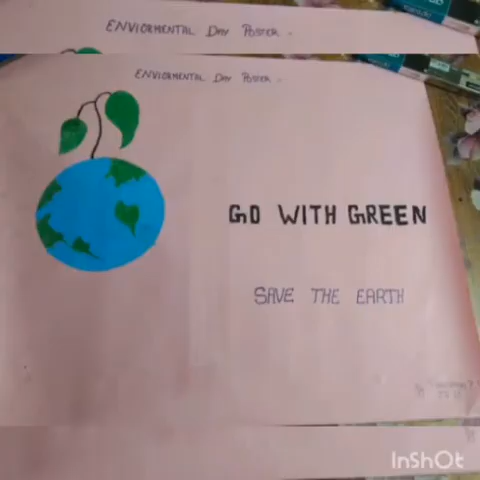 ENVIORMENTAL DAY POSTER -
ENVIORMENTAL DAY POSTER -
GO WITH GREEN
SAVE THE EARTH
InShOt